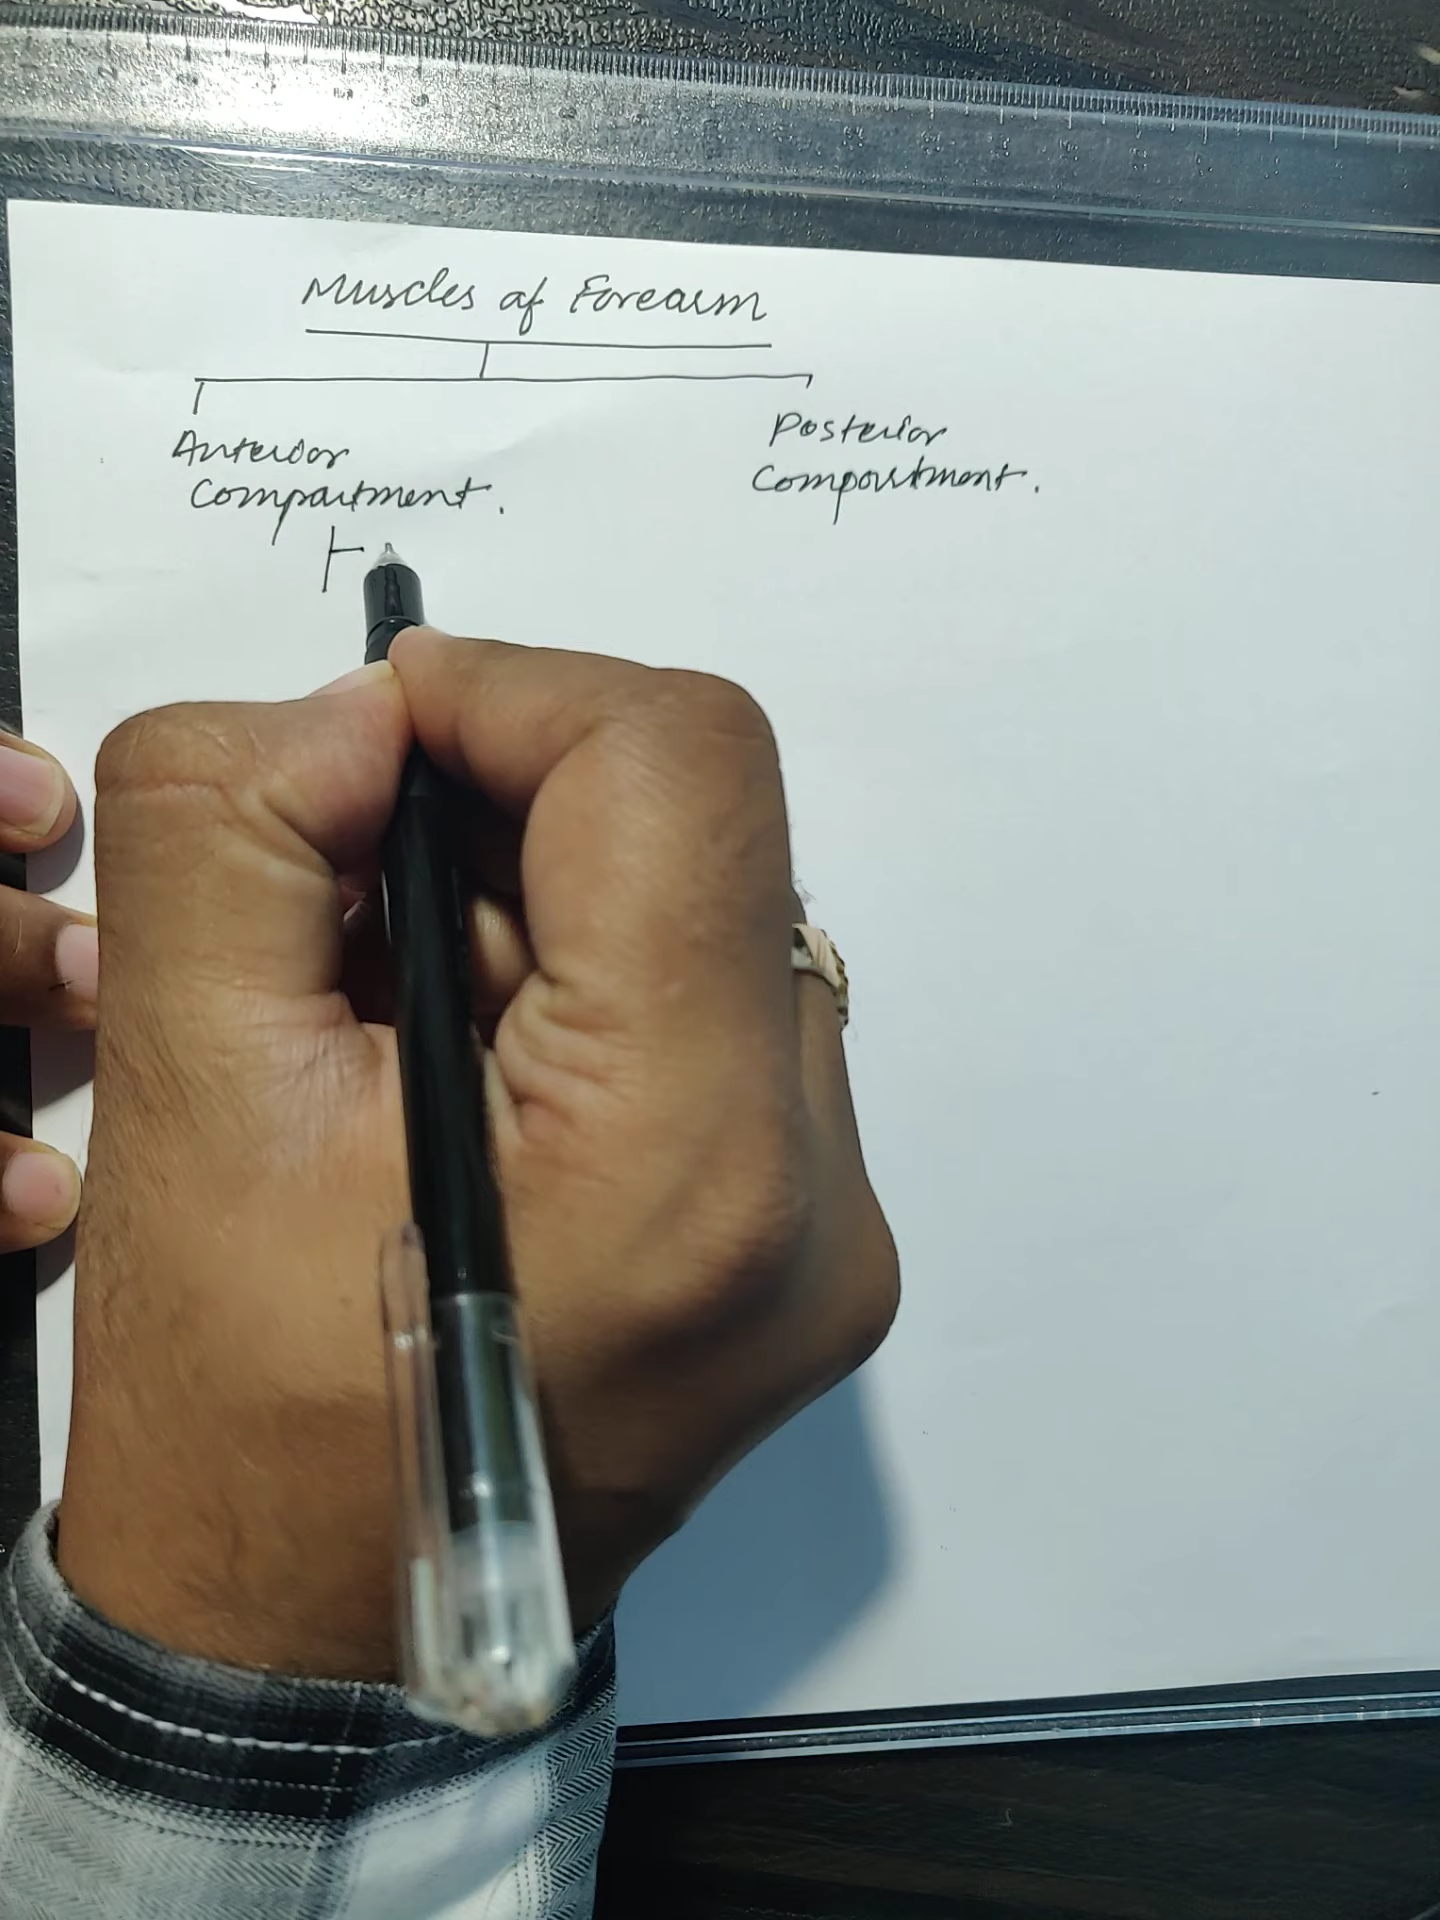 Muscles of Forearm
Anterior
Compartment.
Posterior
Compartment.